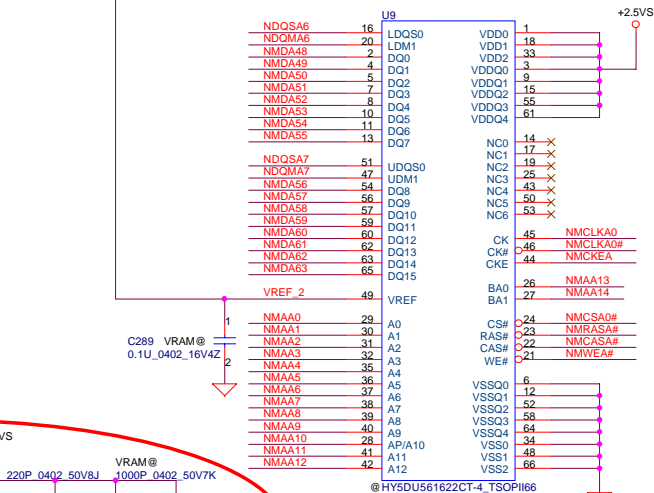 U9
+2.5VS
NDQSA6 16 LDQS0 VDD0 1
NDQMA6 20 LDM1 VDD1 18
NMDA48 2 DQ0 VDD2 33
NMDA49 4 DQ1 VDDQ0 3
NMDA50 5 DQ2 VDDQ1 9
NMDA51 7 DQ3 VDDQ2 15
NMDA52 8 DQ4 VDDQ3 55
NMDA53 10 DQ5 VDDQ4 61
NMDA54 11 DQ6
NMDA55 13 DQ7 NC0 14
NC1 17
NDQSA7 51 UDQS0 NC2 19
NDQMA7 47 UDM1 NC3 25
NMDA56 54 DQ8 NC4 43
NMDA57 56 DQ9 NC5 50
NMDA58 57 DQ10 NC6 53
NMDA59 59 DQ11
NMDA60 60 DQ12 CK 45 NMCLKA0
NMDA61 62 DQ13 CK# 46 NMCLKA0#
NMDA62 63 DQ14 CKE 44 NMCKEA
NMDA63 65 DQ15
BA0 26 NMAA13
VREF_2 49 VREF BA1 27 NMAA14
NMAA0 29 A0 CS# 24 NMCSA0#
NMAA1 30 A1 RAS# 23 NMRASA#
NMAA2 31 A2 CAS# 22 NMCASA#
NMAA3 32 A3 WE# 21 NMWEA#
NMAA4 35 A4
NMAA5 36 A5 VSSQ0 6
NMAA6 37 A6 VSSQ1 12
NMAA7 38 A7 VSSQ2 52
NMAA8 39 A8 VSSQ3 58
NMAA9 40 A9 VSSQ4 64
NMAA10 28 AP/A10 VSS0 34
NMAA11 41 A11 VSS1 48
NMAA12 42 A12 VSS2 66
@HY5DU561622CT-4_TSOPII66
1
C289 VRAM@
0.1U_0402_16V4Z
2
VS
VRAM@
220P_0402_50V8J 1000P_0402_50V7K